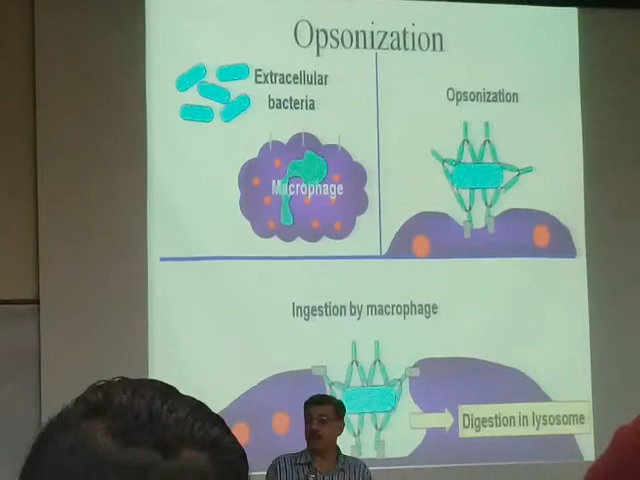 Opsonization
Extracellular
bacteria
Macrophage
Opsonization
Ingestion by macrophage
Digestion in lysosome